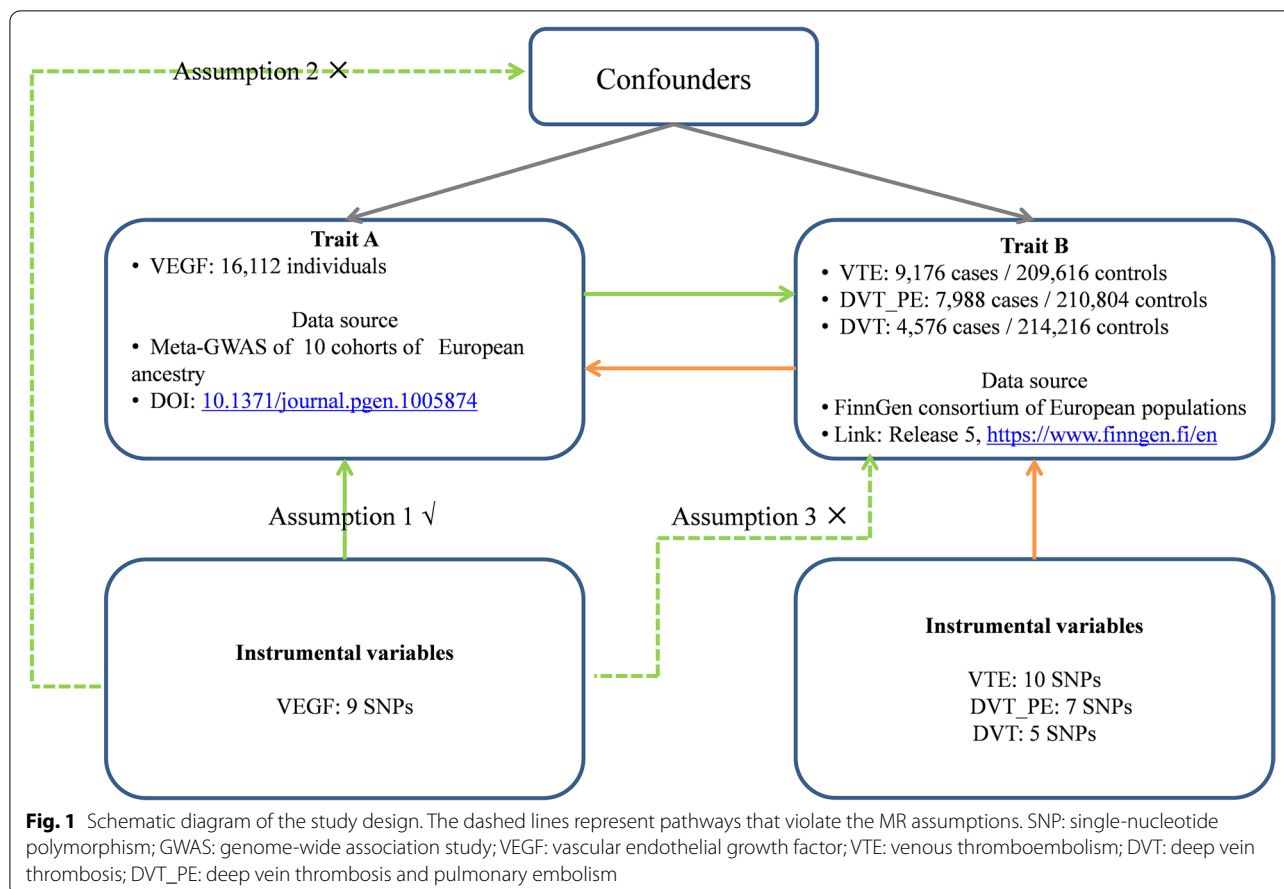 Assumption 2 ×
Confounders
Trait A
• VEGF: 16,112 individuals
Data source
• Meta-GWAS of 10 cohorts of European
ancestry
• DOI: 10.1371/journal.pgen.1005874
Trait B
• VTE: 9,176 cases / 209,616 controls
• DVT_PE: 7,988 cases / 210,804 controls
• DVT: 4,576 cases / 214,216 controls
Data source
• FinnGen consortium of European populations
• Link: Release 5, https://www.finngen.fi/en
Assumption 1 √
Assumption 3 ×
Instrumental variables
VEGF: 9 SNPs
Instrumental variables
VTE: 10 SNPs
DVT_PE: 7 SNPs
DVT: 5 SNPs
Fig. 1 Schematic diagram of the study design. The dashed lines represent pathways that violate the MR assumptions. SNP: single-nucleotide
polymorphism; GWAS: genome-wide association study; VEGF: vascular endothelial growth factor; VTE: venous thromboembolism; DVT: deep vein
thrombosis; DVT_PE: deep vein thrombosis and pulmonary embolism